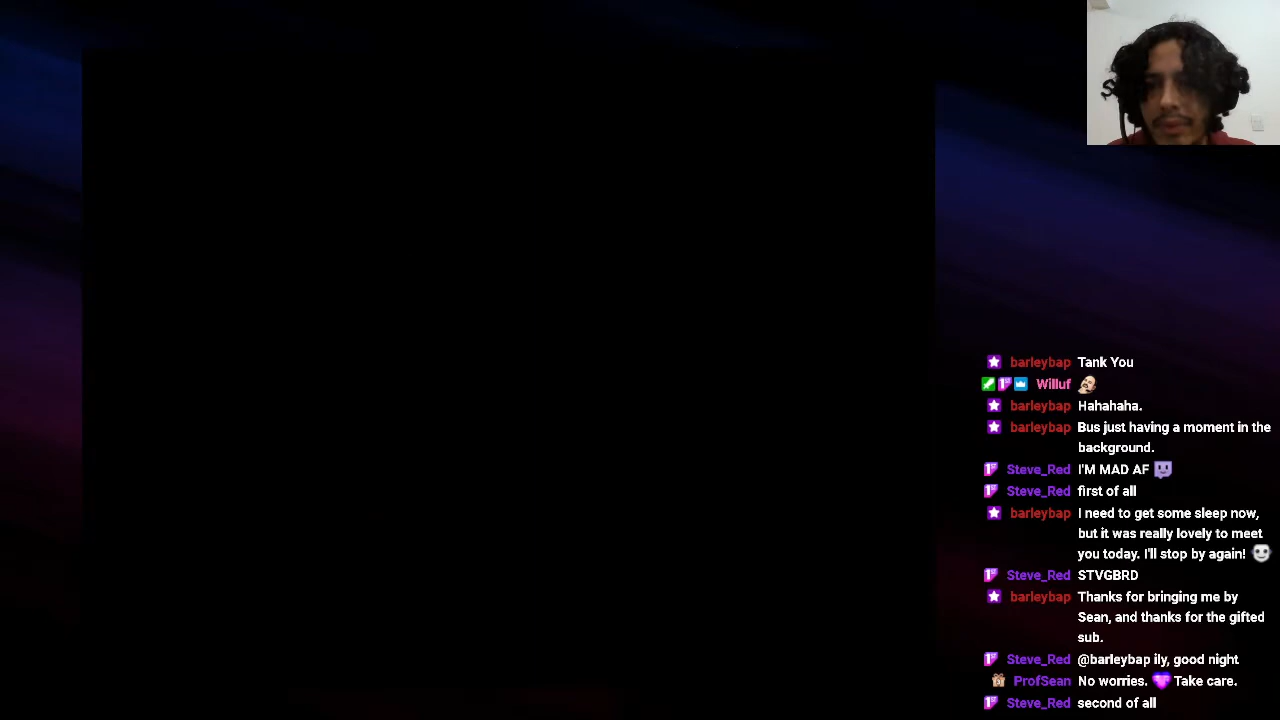 barleybap Tank You
Willuf
barleybap Hahahaha.
barleybap Bus just having a moment in the
background.
Steve_Red I'M MAD AF
Steve_Red first of all
barleybap I need to get some sleep now,
but it was really lovely to meet
you today. I'll stop by again!
Steve_Red STVGBRD
barleybap Thanks for bringing me by
Sean, and thanks for the gifted
sub.
Steve_Red @barleybap ily, good night
ProfSean No worries. Take care.
Steve_Red second of all